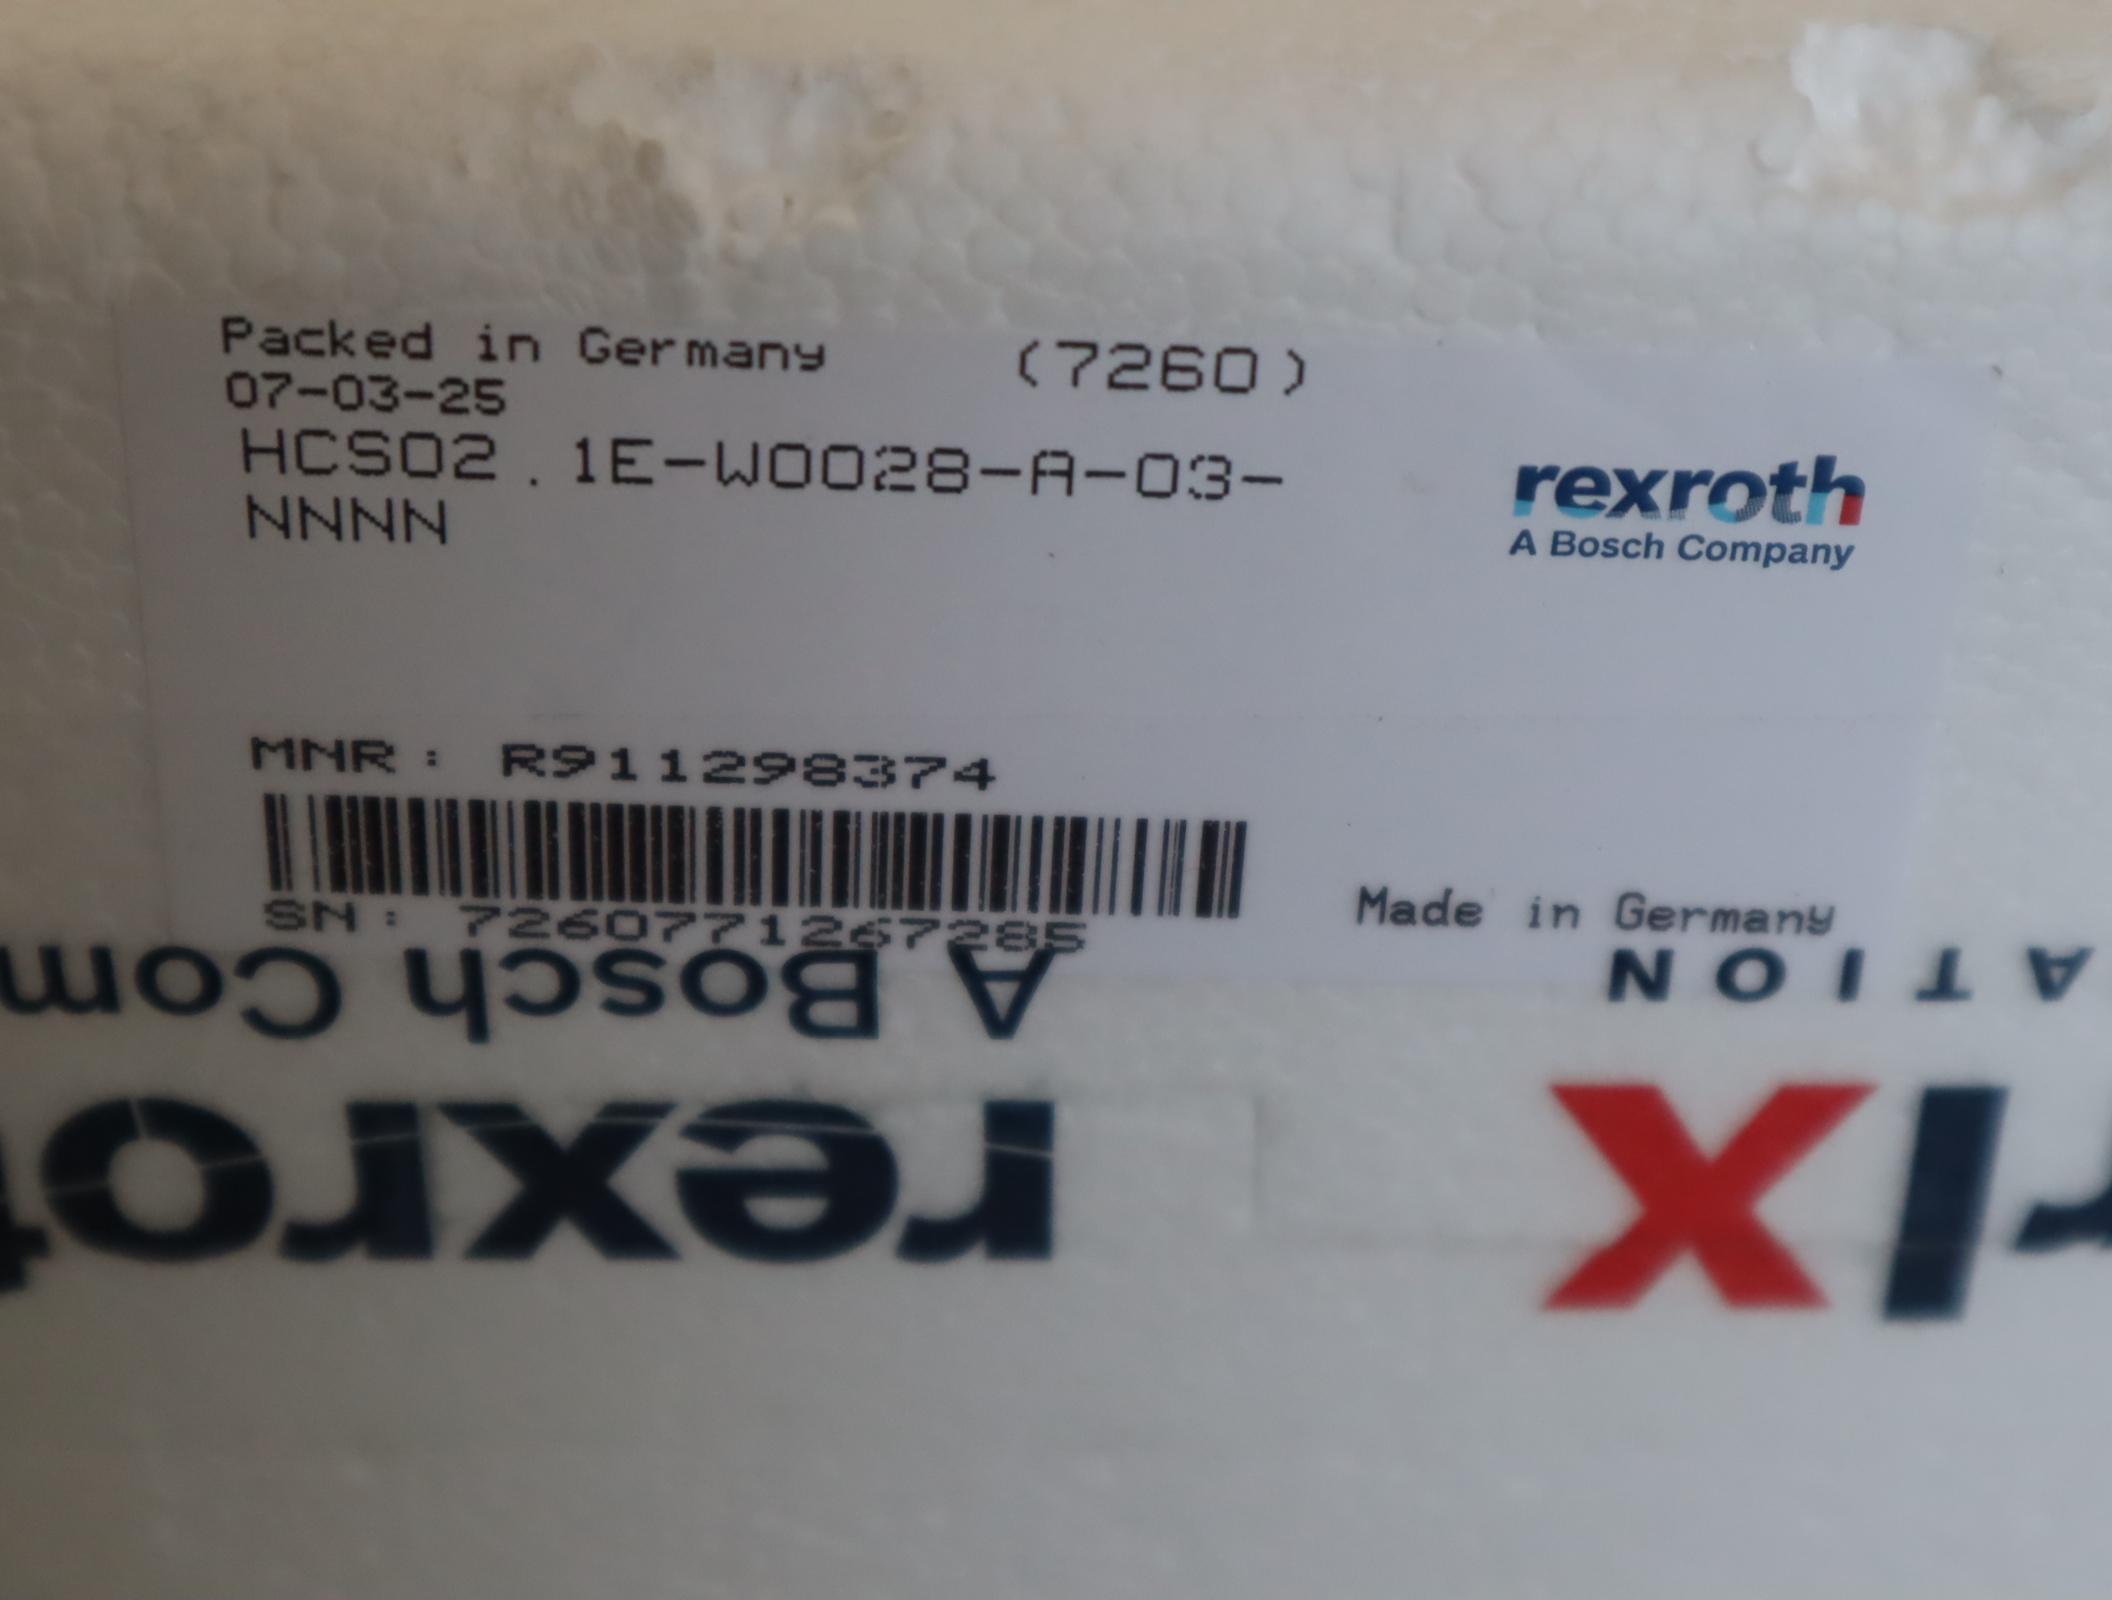 Packed in Germany (7260)
07-03-25
HCS02.1E-W0028-A-03-
NNNN
rexroth
A Bosch Company
MNR: R911298374
SN: 7260771267285
Made in Germany
A Bosch Com
ATION
rexro